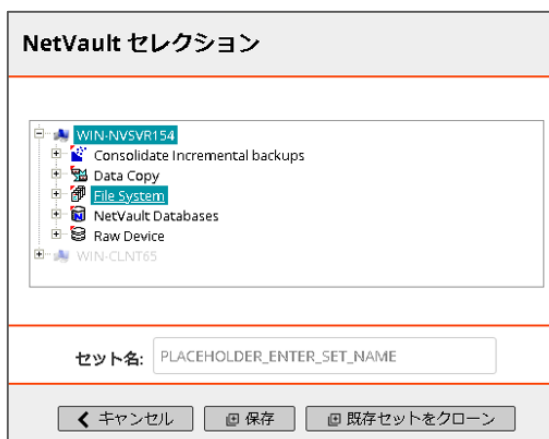 NetVault セレクション
WIN-NVSVR154
Consolidate Incremental backups
Data Copy
File System
NetVault Databases
Raw Device
WIN-CLNT65
セット名: PLACEHOLDER_ENTER_SET_NAME
キャンセル 保存 既存セットをクローン